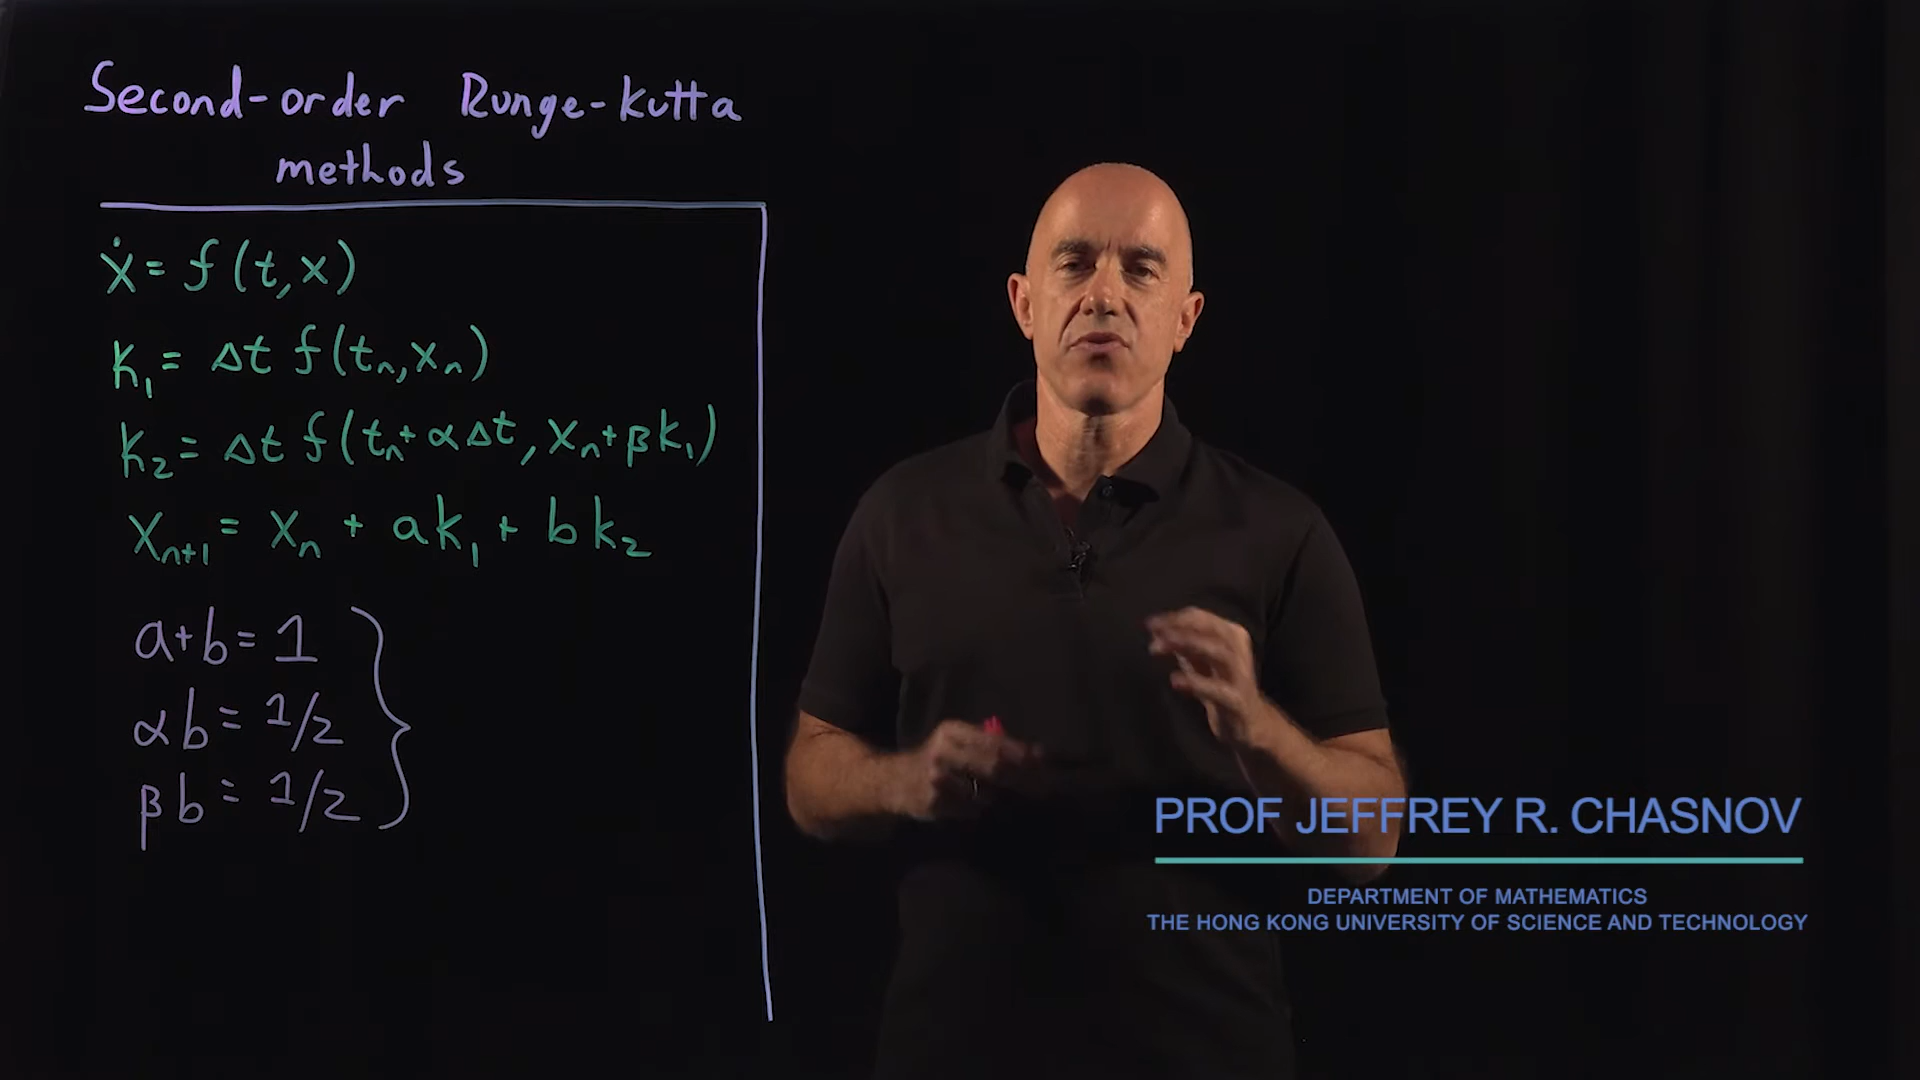 Second-order Runge-Kutta
methods
ẋ = f(t,x)
k₁ = Δt f(tₙ,xₙ)
k₂ = Δt f(tₙ+αΔt, xₙ+βk₁)
xₙ₊₁ = xₙ + ak₁ + bk₂
a+b=1
αb = 1/2
βb = 1/2
PROF JEFFREY R. CHASNOV
DEPARTMENT OF MATHEMATICS
THE HONG KONG UNIVERSITY OF SCIENCE AND TECHNOLOGY